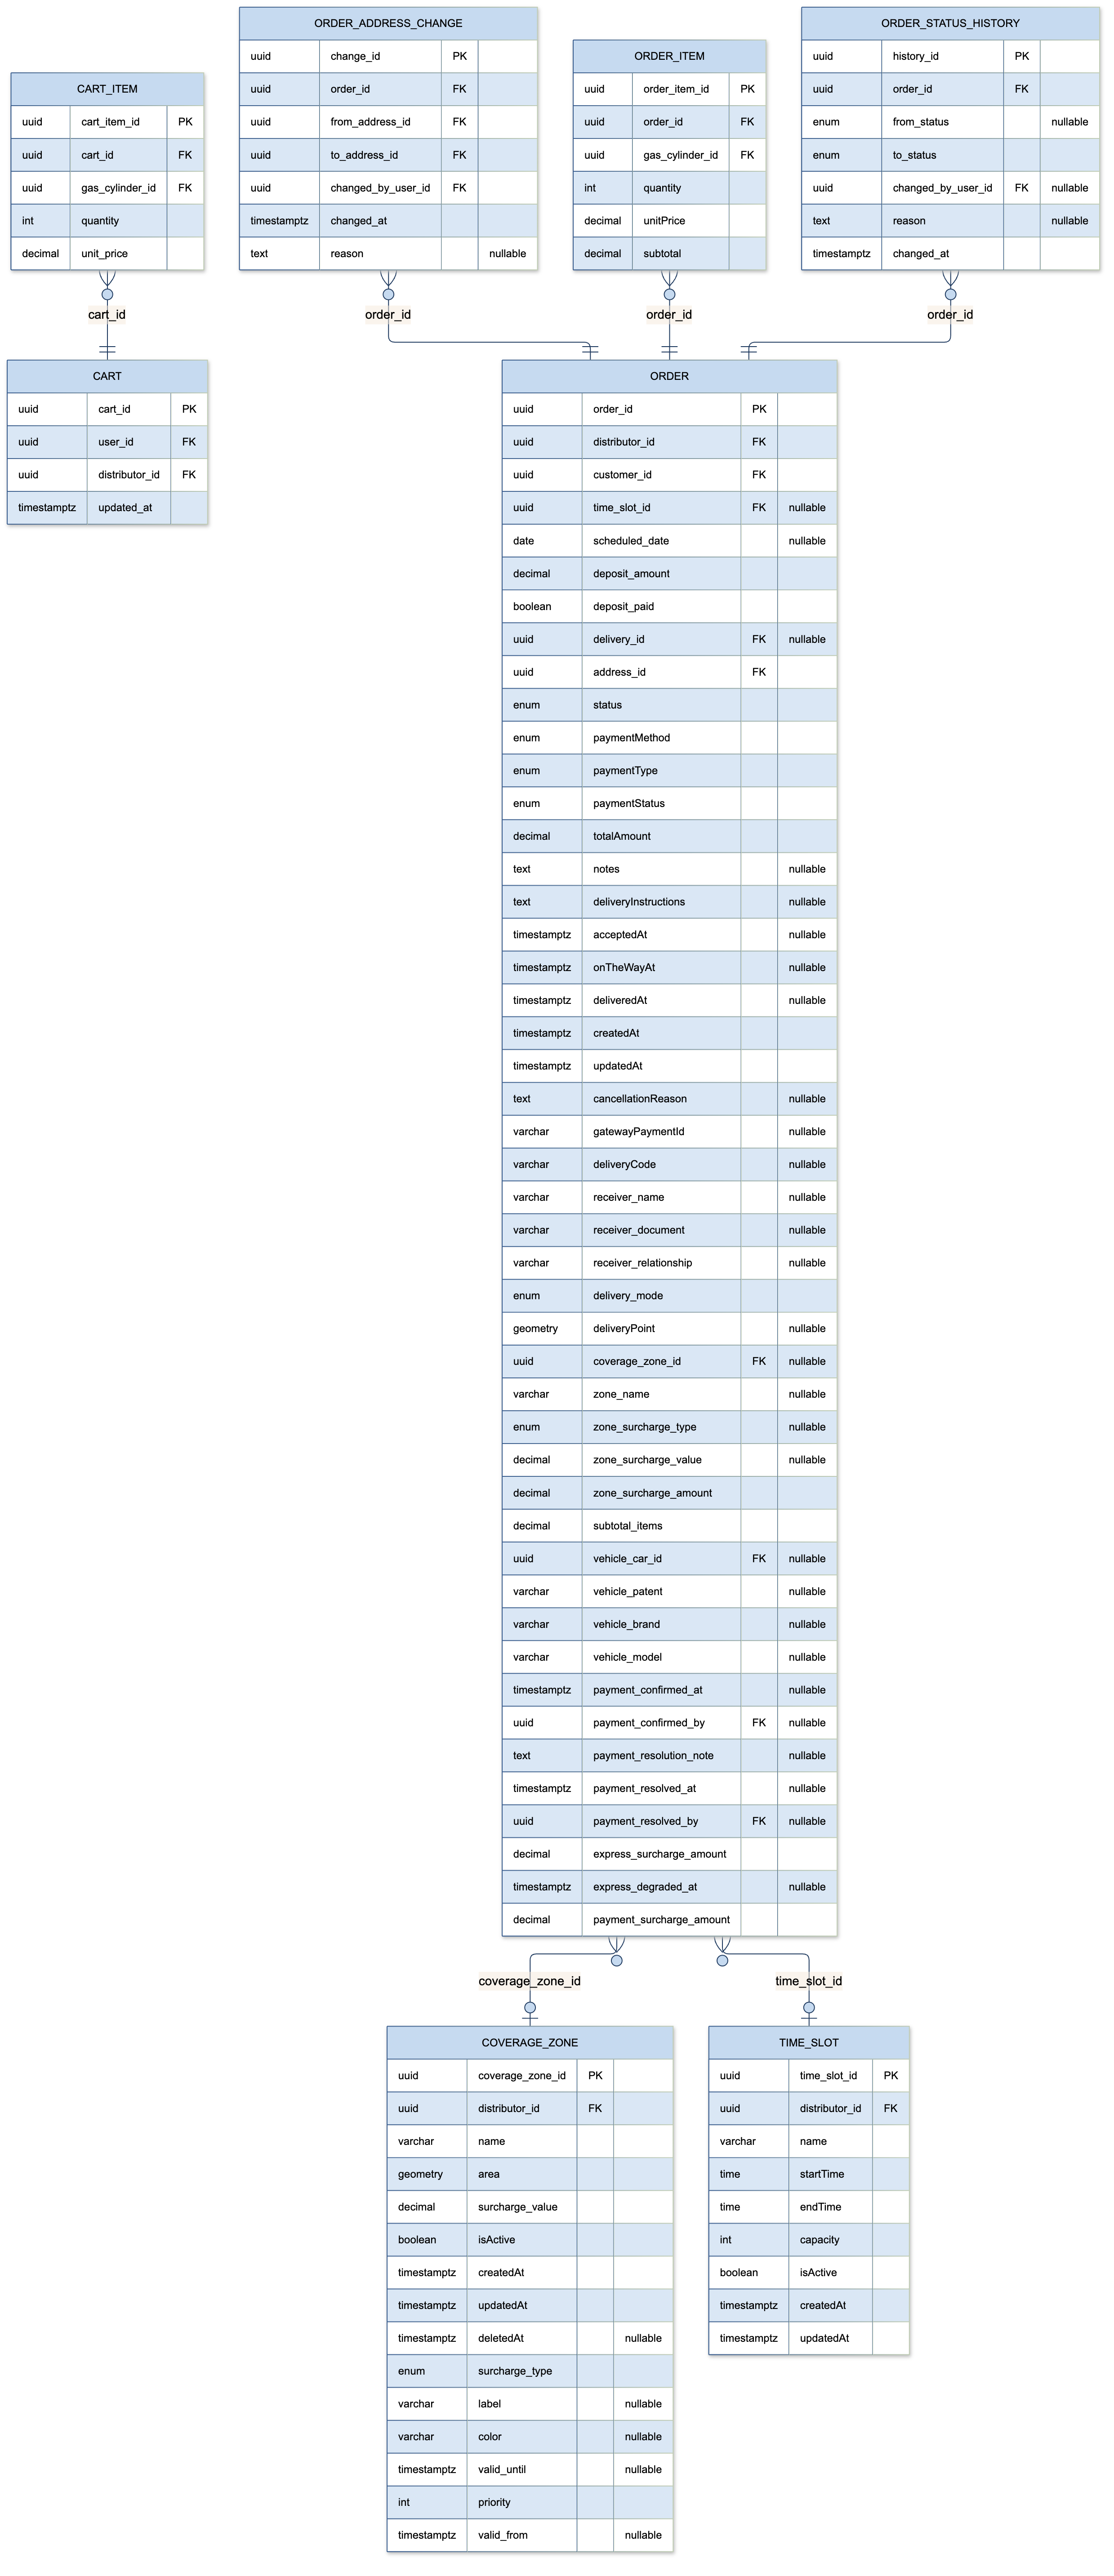 ORDER_ADDRESS_CHANGE
uuid change_id PK
uuid order_id FK
uuid from_address_id FK
uuid to_address_id FK
uuid changed_by_user_id FK
timestamptz changed_at
text reason nullable
ORDER_STATUS_HISTORY
uuid history_id PK
uuid order_id FK
enum from_status nullable
enum to_status
uuid changed_by_user_id FK nullable
text reason nullable
timestamptz changed_at
ORDER_ITEM
uuid order_item_id PK
uuid order_id FK
uuid gas_cylinder_id FK
int quantity
decimal unitPrice
decimal subtotal
CART_ITEM
uuid cart_item_id PK
uuid cart_id FK
uuid gas_cylinder_id FK
int quantity
decimal unit_price
cart_id
order_id
order_id
order_id
CART
uuid cart_id PK
uuid user_id FK
uuid distributor_id FK
timestamptz updated_at
ORDER
uuid order_id PK
uuid distributor_id FK
uuid customer_id FK
uuid time_slot_id FK nullable
date scheduled_date nullable
decimal deposit_amount
boolean deposit_paid
uuid delivery_id FK nullable
uuid address_id FK
enum status
enum paymentMethod
enum paymentType
enum paymentStatus
decimal totalAmount
text notes nullable
text deliveryInstructions nullable
timestamptz acceptedAt nullable
timestamptz onTheWayAt nullable
timestamptz deliveredAt nullable
timestamptz createdAt
timestamptz updatedAt
text cancellationReason nullable
varchar gatewayPaymentId nullable
varchar deliveryCode nullable
varchar receiver_name nullable
varchar receiver_document nullable
varchar receiver_relationship nullable
enum delivery_mode
geometry deliveryPoint nullable
uuid coverage_zone_id FK nullable
varchar zone_name nullable
enum zone_surcharge_type nullable
decimal zone_surcharge_value nullable
decimal zone_surcharge_amount
decimal subtotal_items
uuid vehicle_car_id FK nullable
varchar vehicle_patent nullable
varchar vehicle_brand nullable
varchar vehicle_model nullable
timestamptz payment_confirmed_at nullable
uuid payment_confirmed_by FK nullable
text payment_resolution_note nullable
timestamptz payment_resolved_at nullable
uuid payment_resolved_by FK nullable
decimal express_surcharge_amount
timestamptz express_degraded_at nullable
decimal payment_surcharge_amount
coverage_zone_id
time_slot_id
COVERAGE_ZONE
uuid coverage_zone_id PK
uuid distributor_id FK
varchar name
geometry area
decimal surcharge_value
boolean isActive
timestamptz createdAt
timestamptz updatedAt
timestamptz deletedAt nullable
enum surcharge_type
varchar label nullable
varchar color nullable
timestamptz valid_until nullable
int priority
timestamptz valid_from nullable
TIME_SLOT
uuid time_slot_id PK
uuid distributor_id FK
varchar name
time startTime
time endTime
int capacity
boolean isActive
timestamptz createdAt
timestamptz updatedAt